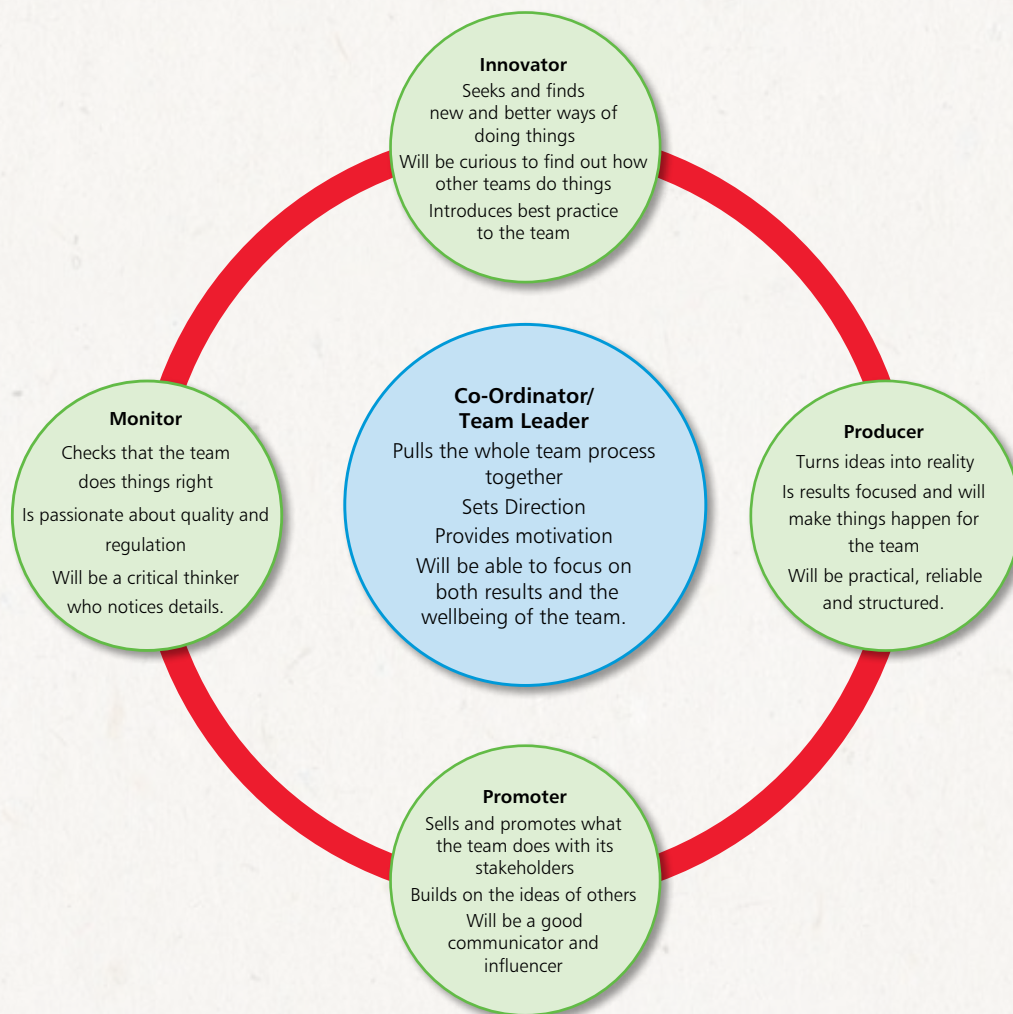 Innovator
Seeks and finds
new and better ways of
doing things
Will be curious to find out how
other teams do things
Introduces best practice
to the team
Monitor
Checks that the team
does things right
Is passionate about quality and
regulation
Will be a critical thinker
who notices details.
Co-Ordinator/
Team Leader
Pulls the whole team process
together
Sets Direction
Provides motivation
Will be able to focus on
both results and the
wellbeing of the team.
Producer
Turns ideas into reality
Is results focused and will
make things happen for
the team
Will be practical, reliable
and structured.
Promoter
Sells and promotes what
the team does with its
stakeholders
Builds on the ideas of others
Will be a good
communicator and
influencer